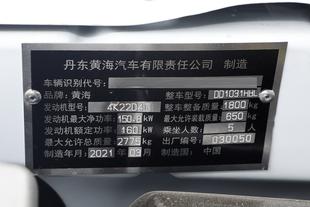 丹东黄海汽车有限责任公司 制造
车辆识别代号：
品牌：黄海 整车型号：DD1031HHL
发动机型号 4K22D4 整车整备质量 1800 kg
发动机最大净功率：150.8 kW 最大允许装载质量 650 kg
发动机额定功率 160 kW 乘坐人数 5 人
最大允许总质量 2775 kg 出厂编号 030050
制造年月：2021 年 03 月 制造国： 中国